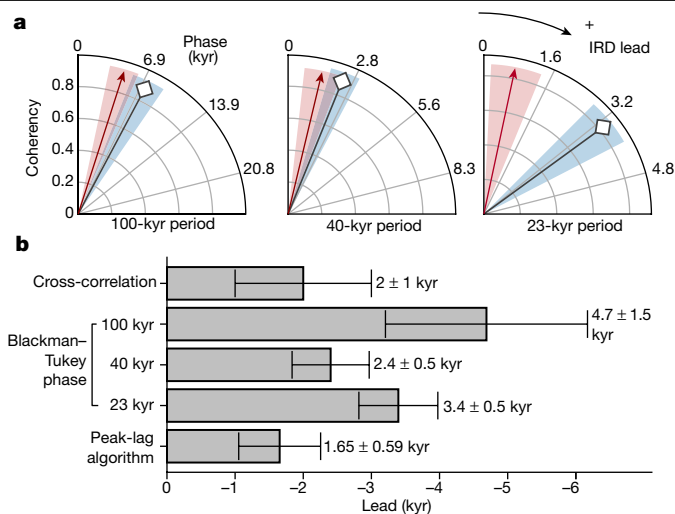 a
Phase
(kyr)
+
IRD lead
Coherency
0.8
0.6
0.4
0.2
0
0
6.9
13.9
20.8
100-kyr period
0
2.8
5.6
8.3
40-kyr period
0
1.6
3.2
4.8
23-kyr period
b
Cross-correlation
2 ± 1 kyr
Blackman–
Tukey
phase
100 kyr
4.7 ± 1.5
kyr
40 kyr
2.4 ± 0.5 kyr
23 kyr
3.4 ± 0.5 kyr
Peak-lag
algorithm
1.65 ± 0.59 kyr
0
–1
–2
–3
–4
–5
–6
Lead (kyr)